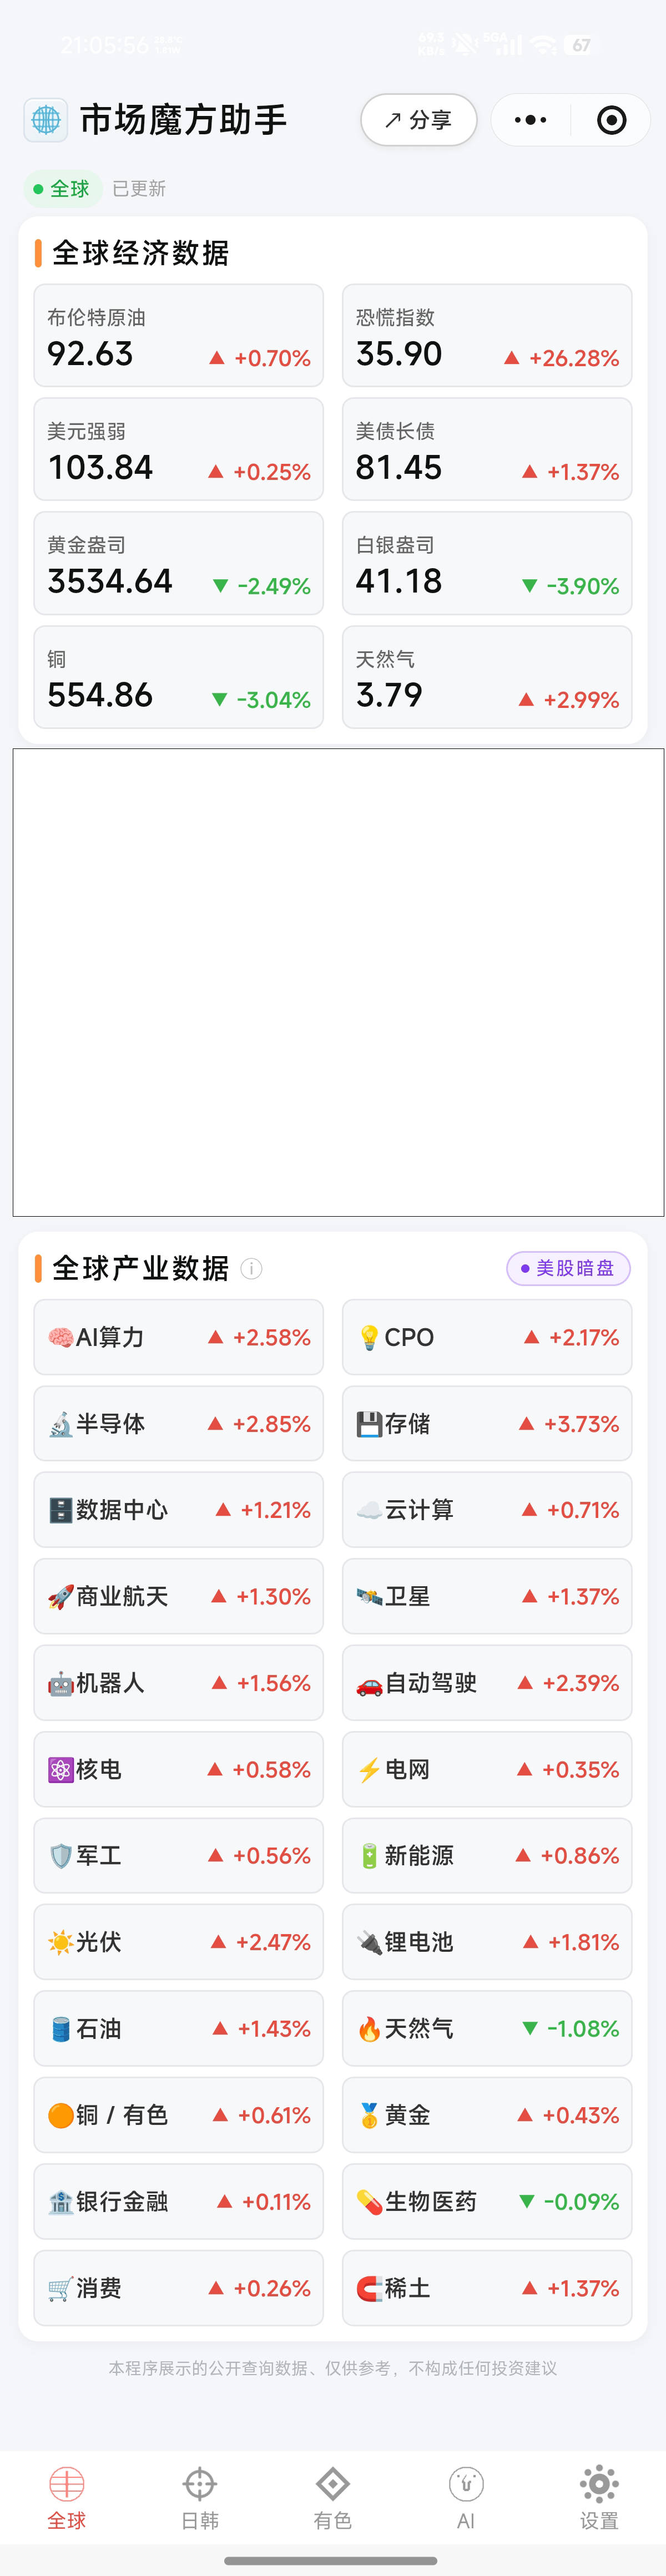 21:05:56
69.3
KB/s
5GA
67
市场魔方助手
↗ 分享
全球 已更新
全球经济数据
布伦特原油
92.63 ▲ +0.70%
恐慌指数
35.90 ▲ +26.28%
美元强弱
103.84 ▲ +0.25%
美债长债
81.45 ▲ +1.37%
黄金盎司
3534.64 ▼ -2.49%
白银盎司
41.18 ▼ -3.90%
铜
554.86 ▼ -3.04%
天然气
3.79 ▲ +2.99%
全球产业数据
美股暗盘
AI算力 ▲ +2.58%
CPO ▲ +2.17%
半导体 ▲ +2.85%
存储 ▲ +3.73%
数据中心 ▲ +1.21%
云计算 ▲ +0.71%
商业航天 ▲ +1.30%
卫星 ▲ +1.37%
机器人 ▲ +1.56%
自动驾驶 ▲ +2.39%
核电 ▲ +0.58%
电网 ▲ +0.35%
军工 ▲ +0.56%
新能源 ▲ +0.86%
光伏 ▲ +2.47%
锂电池 ▲ +1.81%
石油 ▲ +1.43%
天然气 ▼ -1.08%
铜 / 有色 ▲ +0.61%
黄金 ▲ +0.43%
银行金融 ▲ +0.11%
生物医药 ▼ -0.09%
消费 ▲ +0.26%
稀土 ▲ +1.37%
本程序展示的公开查询数据、仅供参考，不构成任何投资建议
全球
日韩
有色
AI
设置